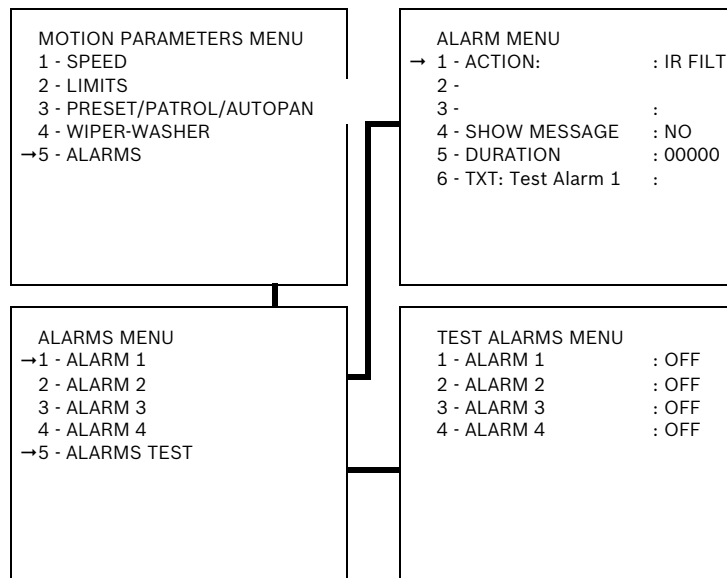 MOTION PARAMETERS MENU
1 - SPEED
2 - LIMITS
3 - PRESET/PATROL/AUTOPAN
4 - WIPER-WASHER
→5 - ALARMS
ALARM MENU
→ 1 - ACTION: : IR FILT
2 -
3 - :
4 - SHOW MESSAGE : NO
5 - DURATION : 00000
6 - TXT: Test Alarm 1 :
ALARMS MENU
→1 - ALARM 1
2 - ALARM 2
3 - ALARM 3
4 - ALARM 4
→5 - ALARMS TEST
TEST ALARMS MENU
1 - ALARM 1 : OFF
2 - ALARM 2 : OFF
3 - ALARM 3 : OFF
4 - ALARM 4 : OFF